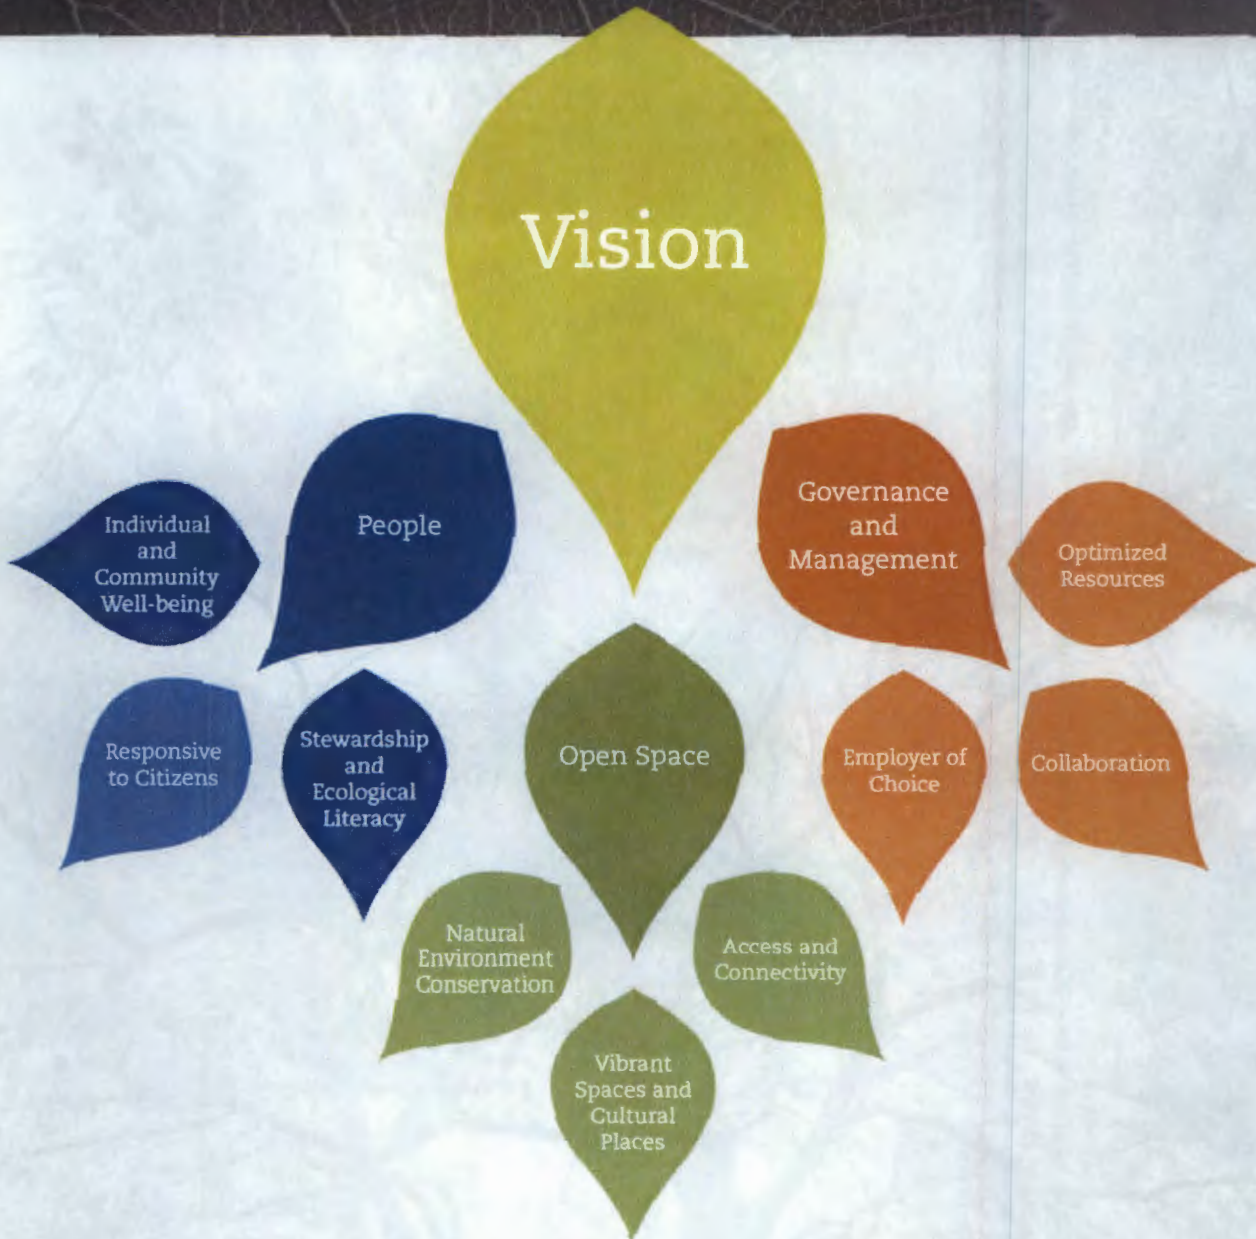 Vision
People
Individual
and
Community
Well-being
Responsive
to Citizens
Stewardship
and
Ecological
Literacy
Open Space
Natural
Environment
Conservation
Vibrant
Spaces and
Cultural
Places
Access and
Connectivity
Governance
and
Management
Optimized
Resources
Employer of
Choice
Collaboration